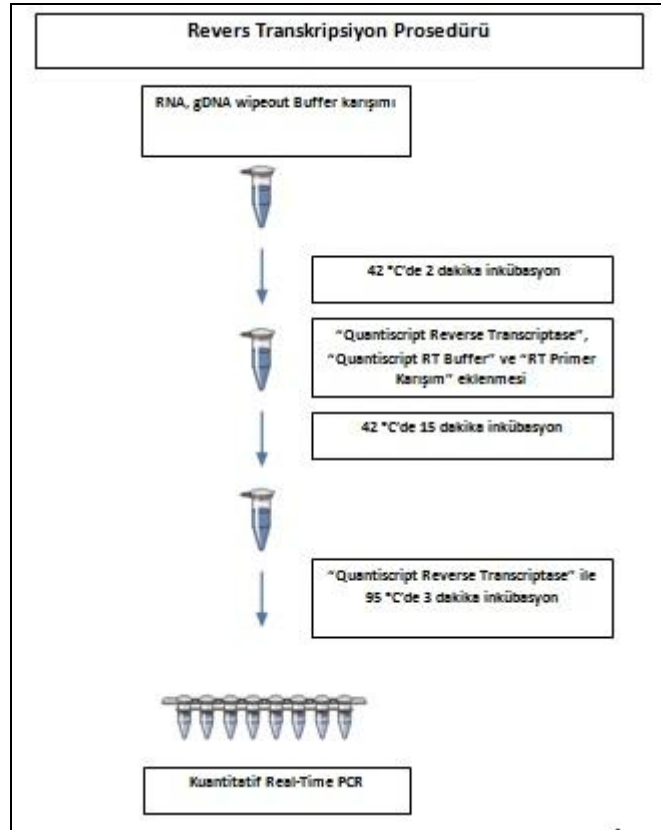 Revers Transkripsiyon Prosedürü
RNA, gDNA wipeout Buffer karışımı
42 °C'de 2 dakika inkübasyon
“Quantiscript Reverse Transcriptase”,
“Quantiscript RT Buffer” ve “RT Primer
Karışım” eklenmesi
42 °C'de 15 dakika inkübasyon
“Quantiscript Reverse Transcriptase” ile
95 °C'de 3 dakika inkübasyon
Kuantitatif Real-Time PCR